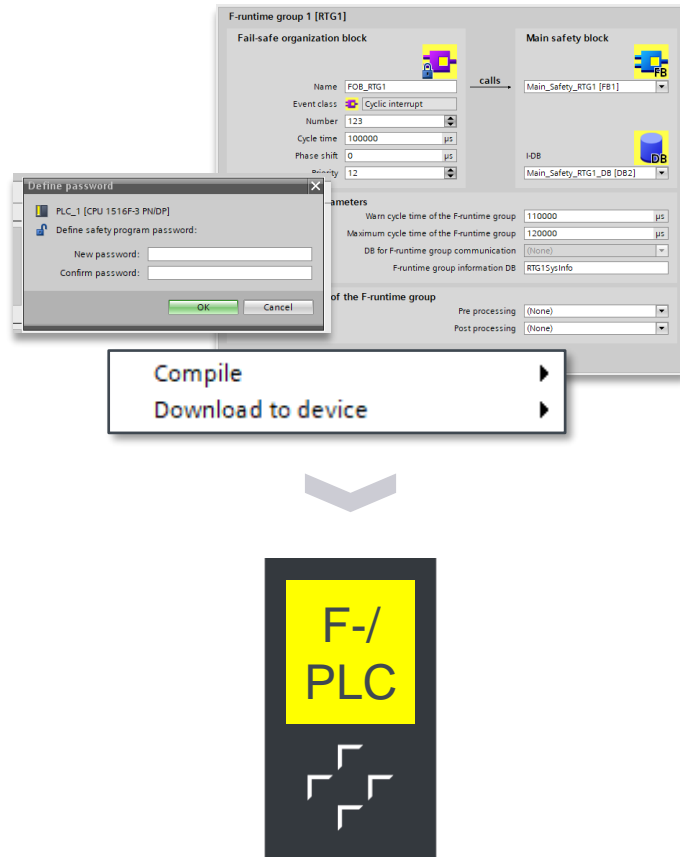 F-runtime group 1 [RTG1]
Fail-safe organization block
Main safety block
FB
calls
Name FOB_RTG1
Main_Safety_RTG1 [FB1]
Event class Cyclic interrupt
Number 123
Cycle time 100000 µs
Phase shift 0 µs
I-DB
DB
Priority 12
Main_Safety_RTG1_DB [DB2]
Define password
PLC_1 [CPU 1516F-3 PN/DP]
Define safety program password:
New password:
Confirm password:
OK Cancel
ameters
Warn cycle time of the F-runtime group 110000 µs
Maximum cycle time of the F-runtime group 120000 µs
DB for F-runtime group communication (None)
F-runtime group information DB RTG1SysInfo
of the F-runtime group
Pre processing (None)
Post processing (None)
Compile
Download to device
F-/
PLC